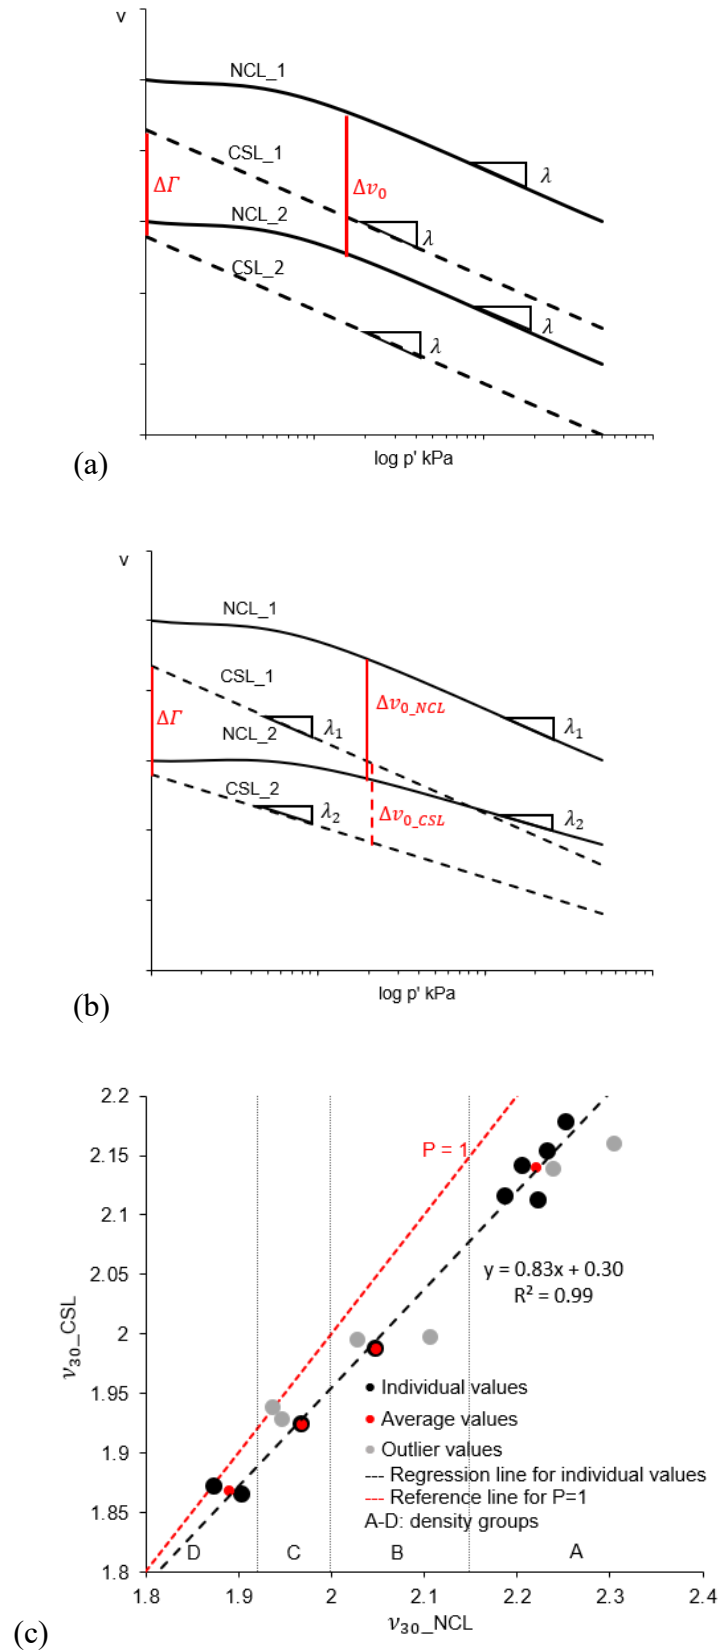 v
NCL_1
CSL_1
ΔΓ
Δv₀
λ
NCL_2
λ
CSL_2
λ
λ
(a)
log p' kPa
v
NCL_1
CSL_1
Δv₀_NCL
ΔΓ
λ₁
λ₁
NCL_2
CSL_2
λ₂
Δv₀_CSL
λ₂
(b)
log p' kPa
2.2
2.15
P = 1
2.1
2.05
y = 0.83x + 0.30
R² = 0.99
2
ν₃₀_CSL
1.95
Individual values
Average values
1.9
Outlier values
Regression line for individual values
1.85
Reference line for P=1
A-D: density groups
D
C
B
A
1.8
1.8
1.9
2
2.1
2.2
2.3
2.4
ν₃₀_NCL
(c)